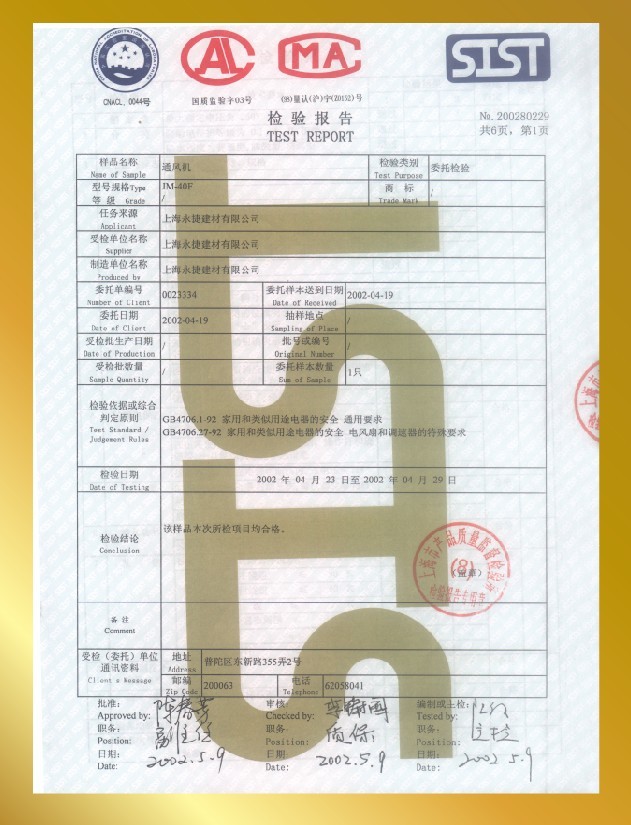 CNACL. 0044号
国质监验字03号
(99)量认(沪)字(Z0152)号
CAL
CMA
SIST
检验报告
TEST REPORT
No. 200280229
共6页, 第1页
样品名称 Name of Sample 通风机 检验类别 Test Purpose 委托检验
型号规格Type JM-40F 商标 Trade Mark /
等级 Grade /
任务来源 Applicant 上海永捷建材有限公司
受检单位名称 Supplier 上海永捷建材有限公司
制造单位名称 Produced by 上海永捷建材有限公司
委托单编号 Number of Client 0023334 委托样本送到日期 Date of Received 2002-04-19
委托日期 Date of Client 2002-04-19 抽样地点 Sampling of Place /
受检批生产日期 Date of Production / 批号或编号 Original Number /
受检批数量 Sample Quantity / 委托样本数量 Sum of Sample 1只
检验依据或综合
判定原则
Test Standard /
Judgement Rules
GB4706.1-92 家用和类似用途电器的安全 通用要求
GB4706.27-92 家用和类似用途电器的安全 电风扇和调速器的特殊要求
检验日期 Date of Testing 2002 年 04 月 23 日至 2002 年 04 月 29 日
检验结论 Conclusion 该样品本次所检项目均合格。
(8)
(盖章)
备注
Comment
受检（委托）单位
通讯资料
Client s Message
地址 Address 普陀区东新路355弄2号
邮编 Zip Code 200063 电话 Telephone 62058041
批准: 审核: 编制或主检:
Approved by: Checked by: Tested by:
职务: 副主任 职务: 质保 职务:
Position: Position: Position:
日期: 日期: 日期:
Date: 2002.5.9 Date: 2002.5.9 Date: 2002 5.9